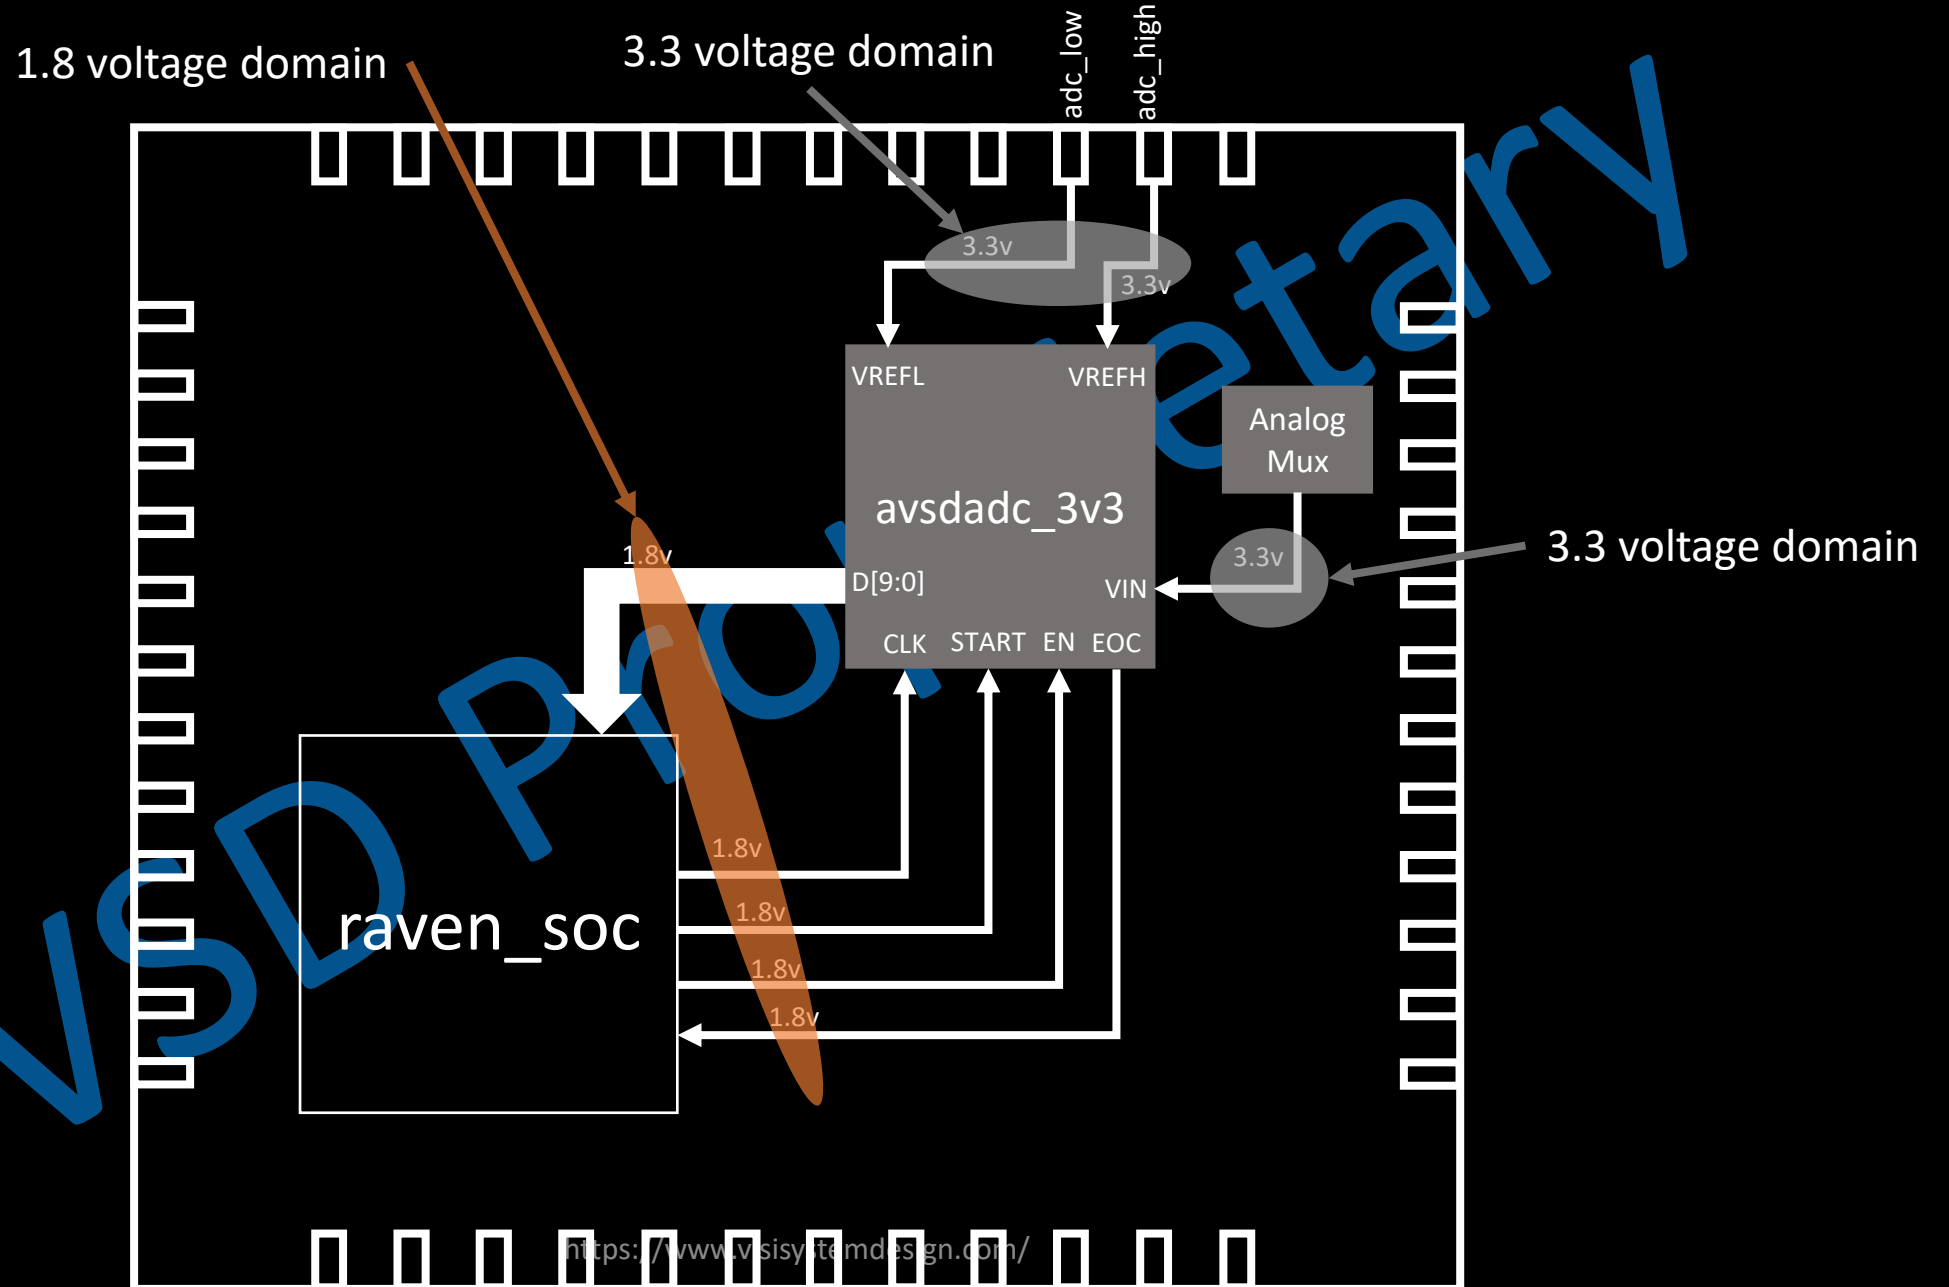 adc_low
adc_high
1.8 voltage domain
3.3 voltage domain
3.3v
3.3v
VREFL
VREFH
Analog
Mux
avsdadc_3v3
1.8v
3.3v
3.3 voltage domain
D[9:0]
VIN
CLK
START
EN
EOC
1.8v
raven_soc
1.8v
1.8v
1.8v
VSD Proprietary
https://www.vlsisystemdesign.com/